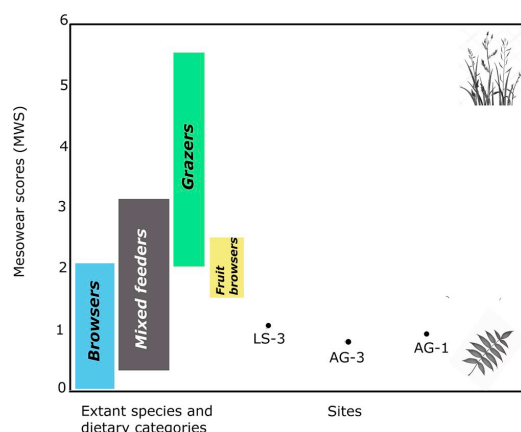 6
5
4
3
2
1
0
Mesowear scores (MWS)
Browsers
Mixed feeders
Grazers
Fruit
browsers
LS-3
AG-3
AG-1
Extant species and
dietary categories
Sites